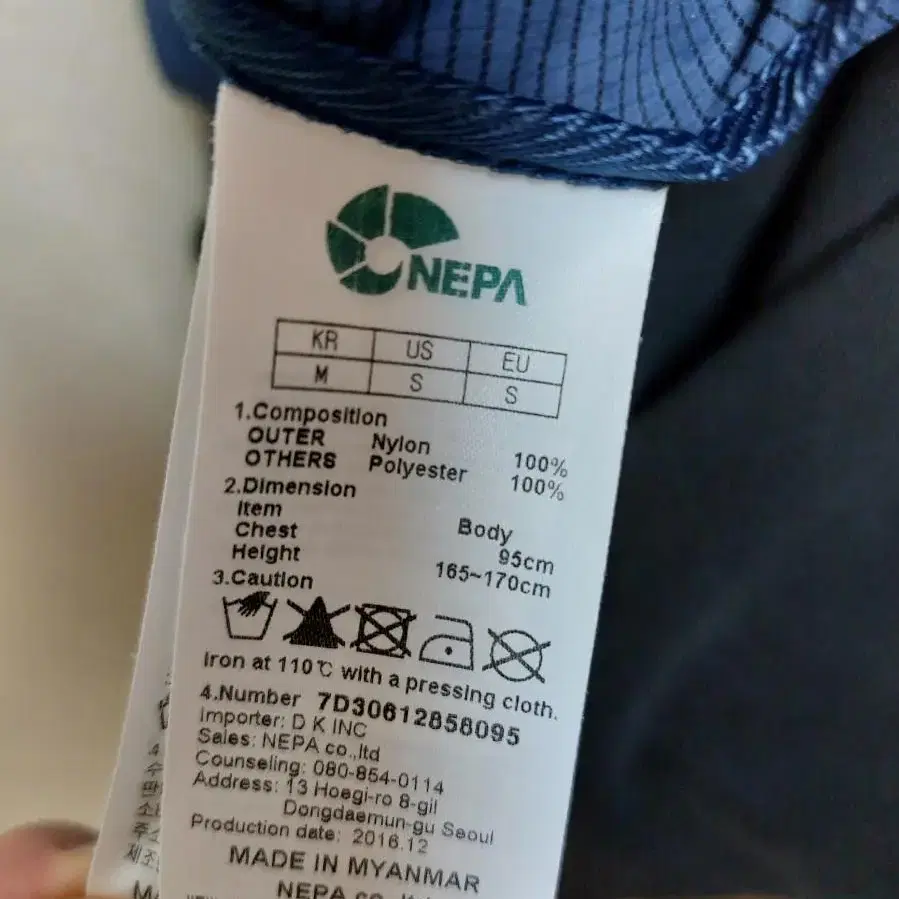 NEPA
KR US EU
M S S
1.Composition
OUTER Nylon 100%
OTHERS Polyester 100%
2.Dimension
Item Body
Chest 95cm
Height 165~170cm
3.Caution
Iron at 110℃ with a pressing cloth.
4.Number 7D30612858095
Importer: D K INC
Sales: NEPA co.,ltd
Counseling: 080-854-0114
Address: 13 Hoegi-ro 8-gil
Dongdaemun-gu Seoul
Production date: 2016.12
MADE IN MYANMAR
NEPA co.,ltd